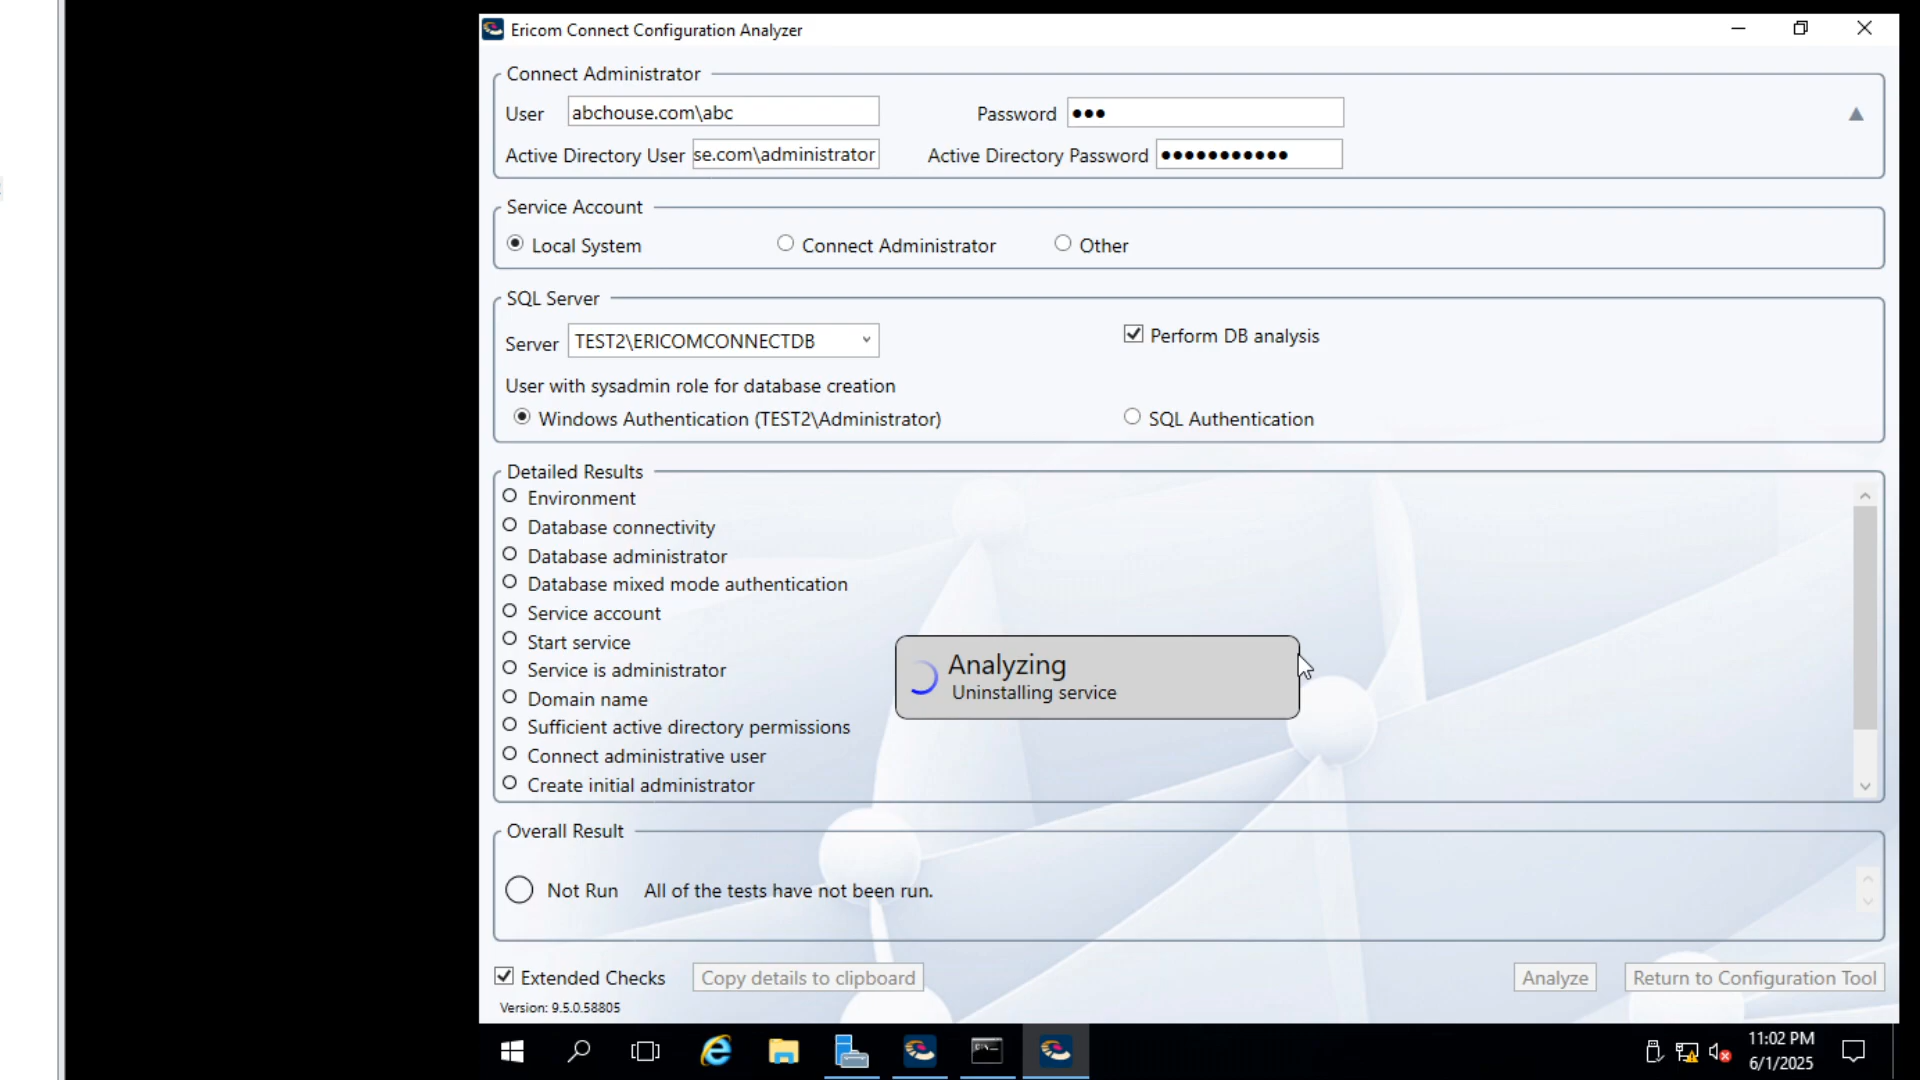 Ericom Connect Configuration Analyzer
Connect Administrator
User abchouse.com\abc Password ●●●
Active Directory User se.com\administrator Active Directory Password ●●●●●●●●●●●
Service Account
Local System Connect Administrator Other
SQL Server
Server TEST2\ERICOMCONNECTDB Perform DB analysis
User with sysadmin role for database creation
Windows Authentication (TEST2\Administrator) SQL Authentication
Detailed Results
Environment
Database connectivity
Database administrator
Database mixed mode authentication
Service account
Start service
Service is administrator
Domain name
Sufficient active directory permissions
Connect administrative user
Create initial administrator
Analyzing
Uninstalling service
Overall Result
Not Run All of the tests have not been run.
Extended Checks Copy details to clipboard Analyze Return to Configuration Tool
Version: 9.5.0.58805
11:02 PM
6/1/2025